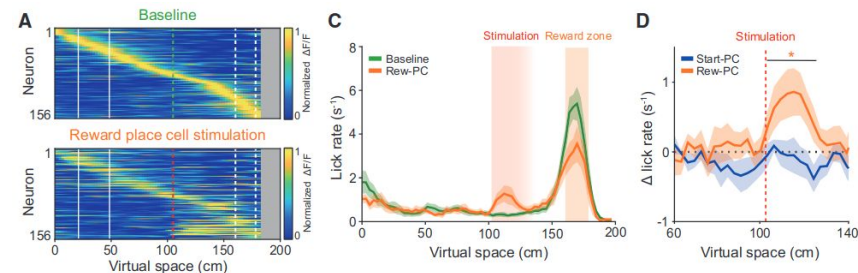 A
Baseline
Neuron
1
156
1
0
Normalized ΔF/F
Reward place cell stimulation
Neuron
1
156
1
0
Normalized ΔF/F
0 50 100 150 200
Virtual space (cm)
C
Stimulation Reward zone
Baseline
Rew-PC
Lick rate (s⁻¹)
8
6
4
2
0
0 50 100 150 200
Virtual space (cm)
D
Stimulation
*
Start-PC
Rew-PC
Δ lick rate (s⁻¹)
1
0
-1
60 100 140
Virtual space (cm)